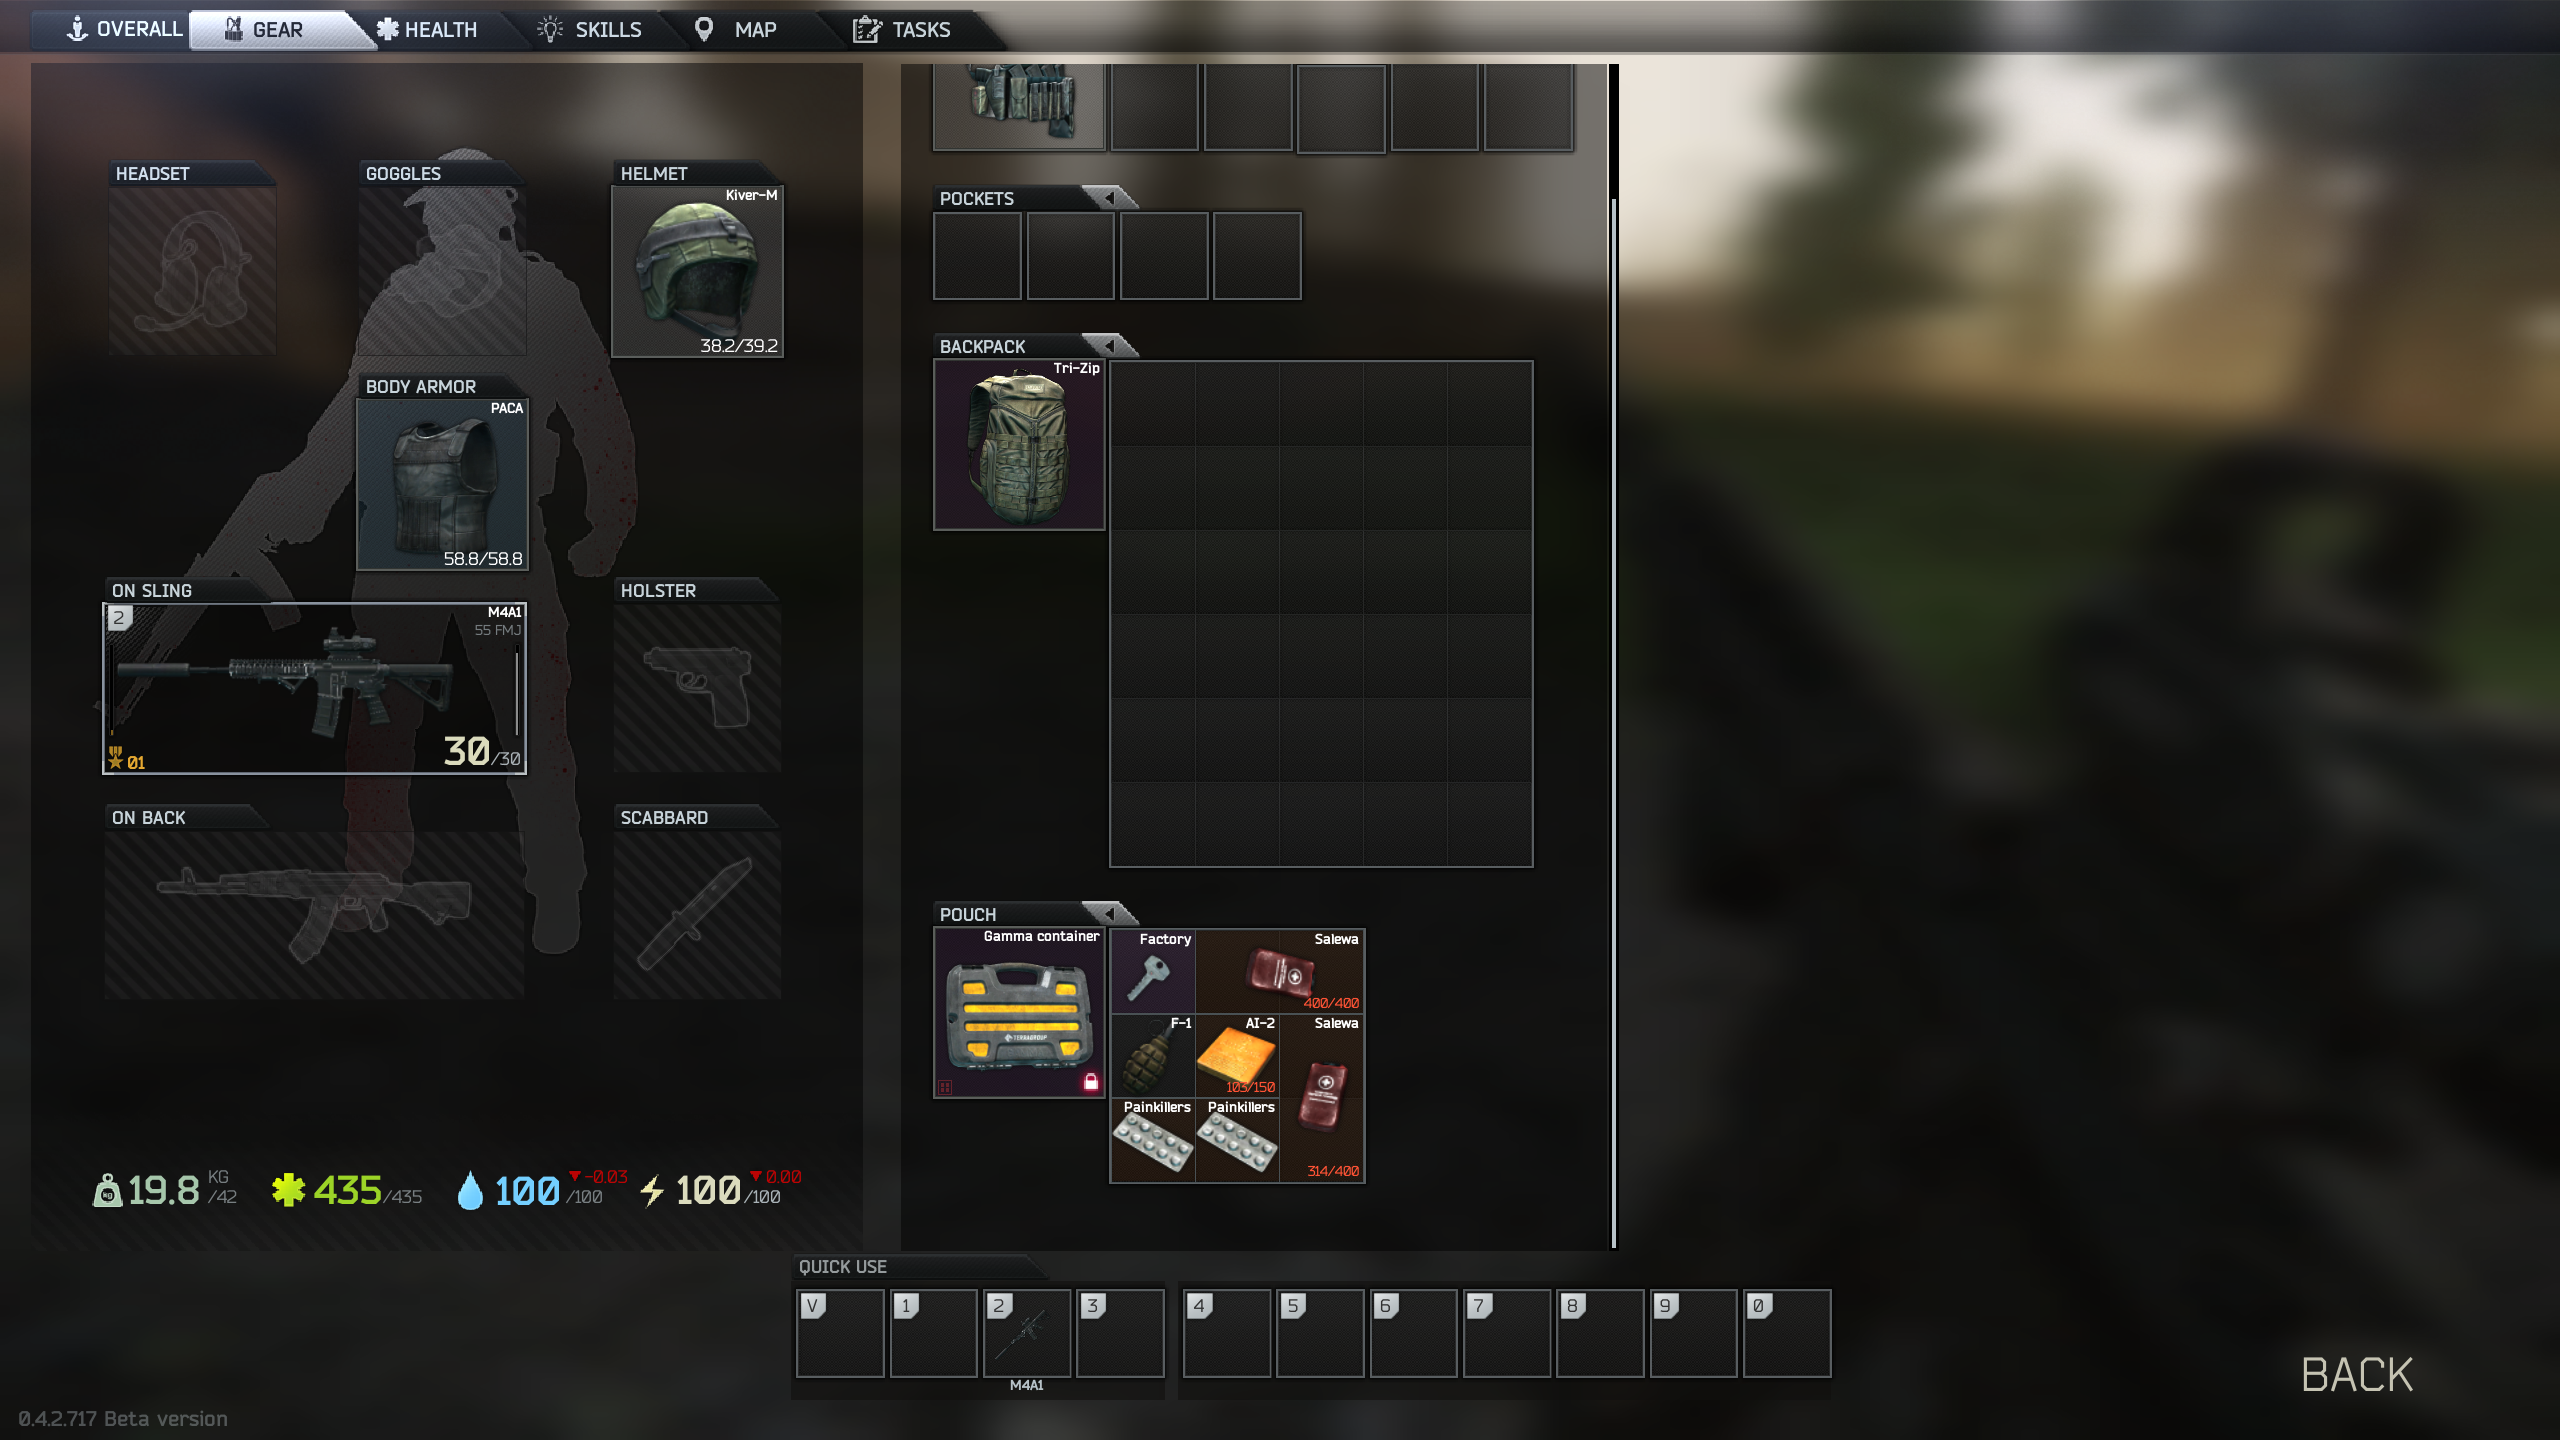 OVERALL
GEAR
HEALTH
SKILLS
MAP
TASKS
HEADSET
GOGGLES
HELMET
Kiver-M
38.2/39.2
BODY ARMOR
PACA
58.8/58.8
ON SLING
2
M4A1
55 FMJ
01
30/30
HOLSTER
ON BACK
SCABBARD
kg
19.8 KG /42
435/435
100 -0.03 /100
100 0.00 /100
POCKETS
BACKPACK
Tri-Zip
POUCH
Gamma container
TERRAGROUP
Factory
Salewa
400/400
F-1
AI-2
103/150
Salewa
Painkillers
Painkillers
314/400
QUICK USE
V
1
2
3
4
5
6
7
8
9
0
M4A1
BACK
0.4.2.717 Beta version